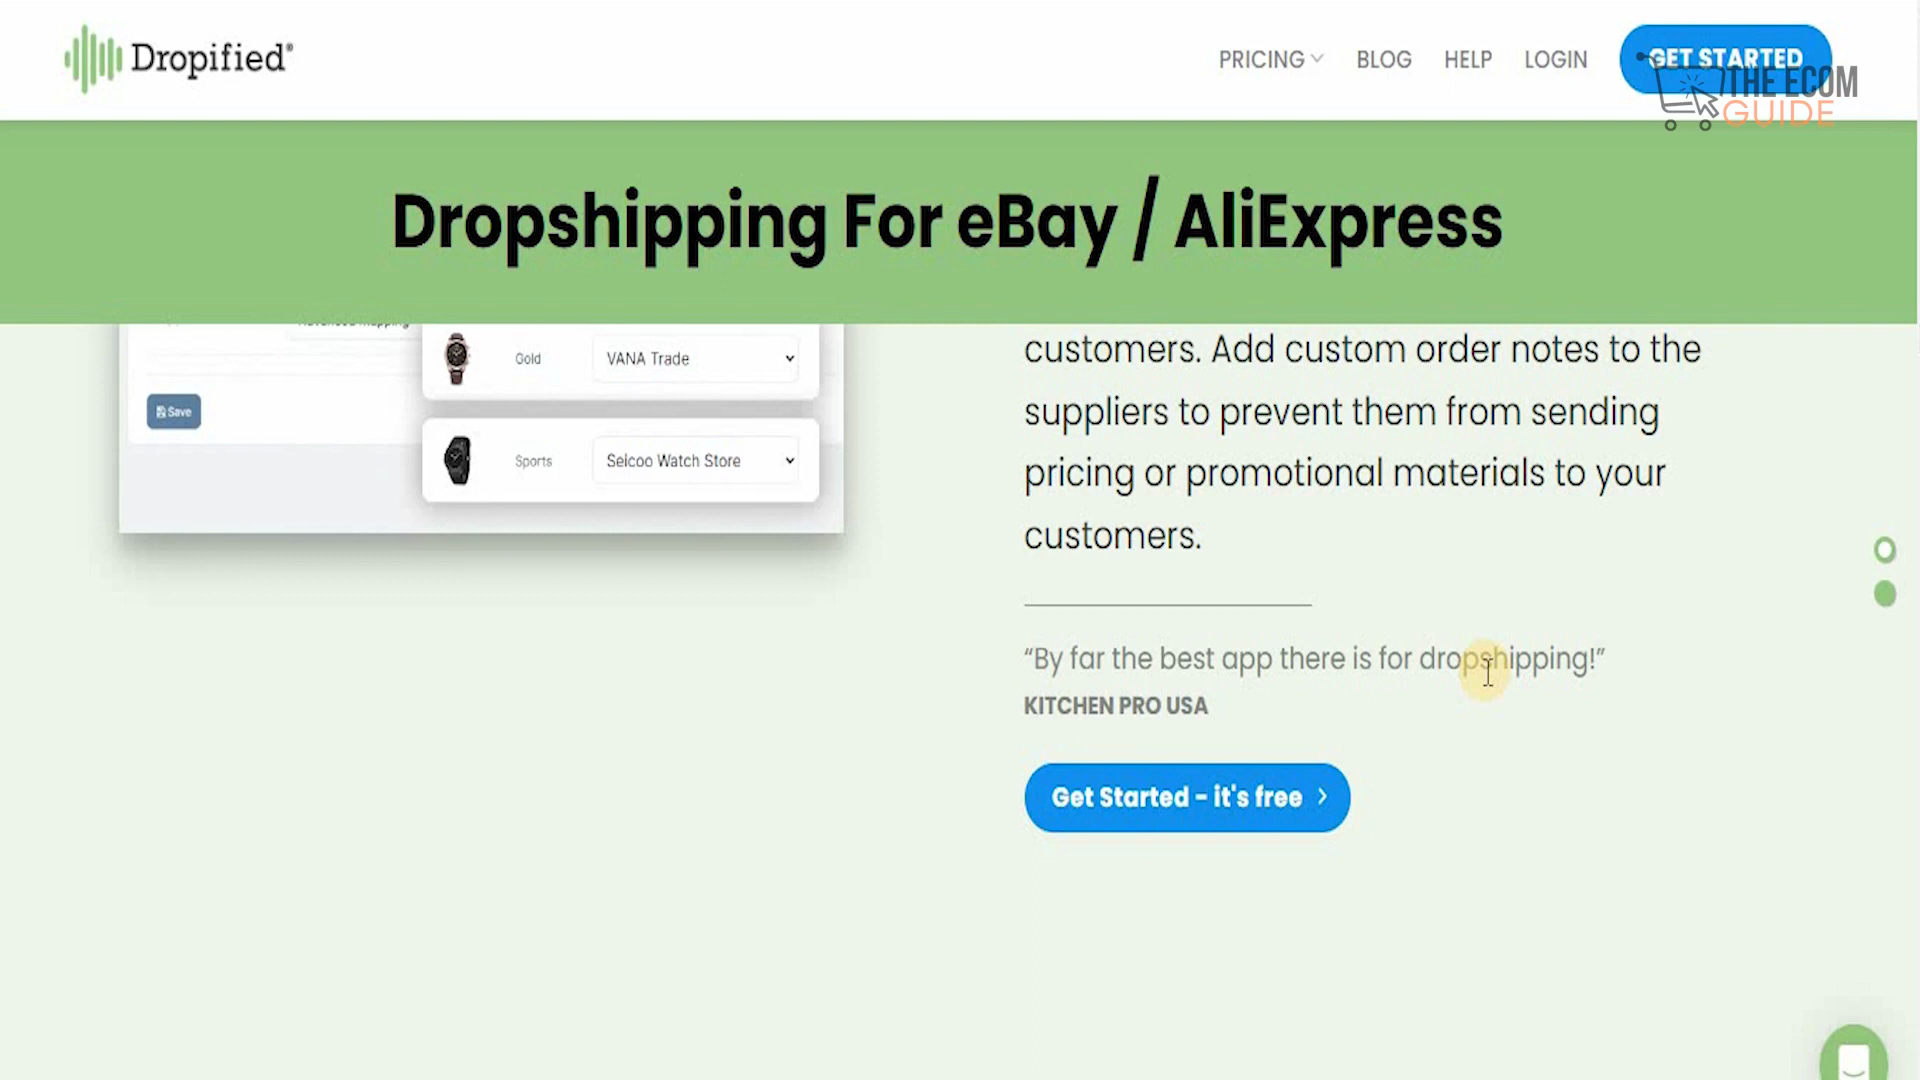 Dropified®
PRICING BLOG HELP LOGIN GET STARTED
THE ECOM
GUIDE
Dropshipping For eBay / AliExpress
Advanced Mapping
Gold VANA Trade
Save
Sports Seicoo Watch Store
customers. Add custom order notes to the
suppliers to prevent them from sending
pricing or promotional materials to your
customers.
“By far the best app there is for dropshipping!”
KITCHEN PRO USA
Get Started - it's free